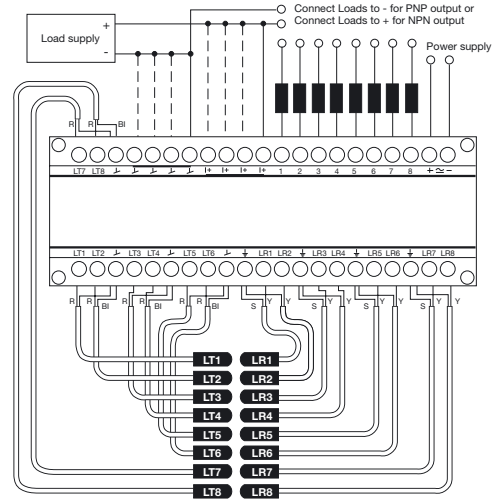 Connect Loads to - for PNP output or
Connect Loads to + for NPN output
+
Load supply
-
Power supply
R R Bl
LT7 LT8 I+ I+ I+ I+ 1 2 3 4 5 6 7 8 + ≃ −
LT1 LT2 LT3 LT4 LT5 LT6 LR1 LR2 LR3 LR4 LR5 LR6 LR7 LR8
R R Bl R R Bl R R Bl S Y Y S Y Y S Y Y S Y Y
LT1 LR1
LT2 LR2
LT3 LR3
LT4 LR4
LT5 LR5
LT6 LR6
LT7 LR7
LT8 LR8